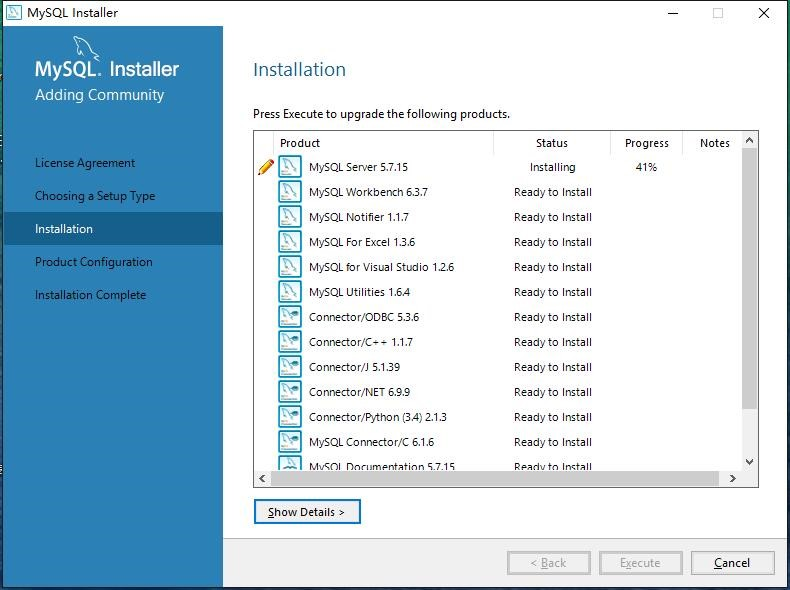 MySQL Installer
MySQL. Installer
Adding Community
License Agreement
Choosing a Setup Type
Installation
Product Configuration
Installation Complete
Installation
Press Execute to upgrade the following products.
Product Status Progress Notes
MySQL Server 5.7.15 Installing 41%
MySQL Workbench 6.3.7 Ready to Install
MySQL Notifier 1.1.7 Ready to Install
MySQL For Excel 1.3.6 Ready to Install
MySQL for Visual Studio 1.2.6 Ready to Install
MySQL Utilities 1.6.4 Ready to Install
Connector/ODBC 5.3.6 Ready to Install
Connector/C++ 1.1.7 Ready to Install
Connector/J 5.1.39 Ready to Install
Connector/NET 6.9.9 Ready to Install
Connector/Python (3.4) 2.1.3 Ready to Install
MySQL Connector/C 6.1.6 Ready to Install
MySQL Documentation 5.7.15 Ready to Install
Show Details >
< Back Execute Cancel